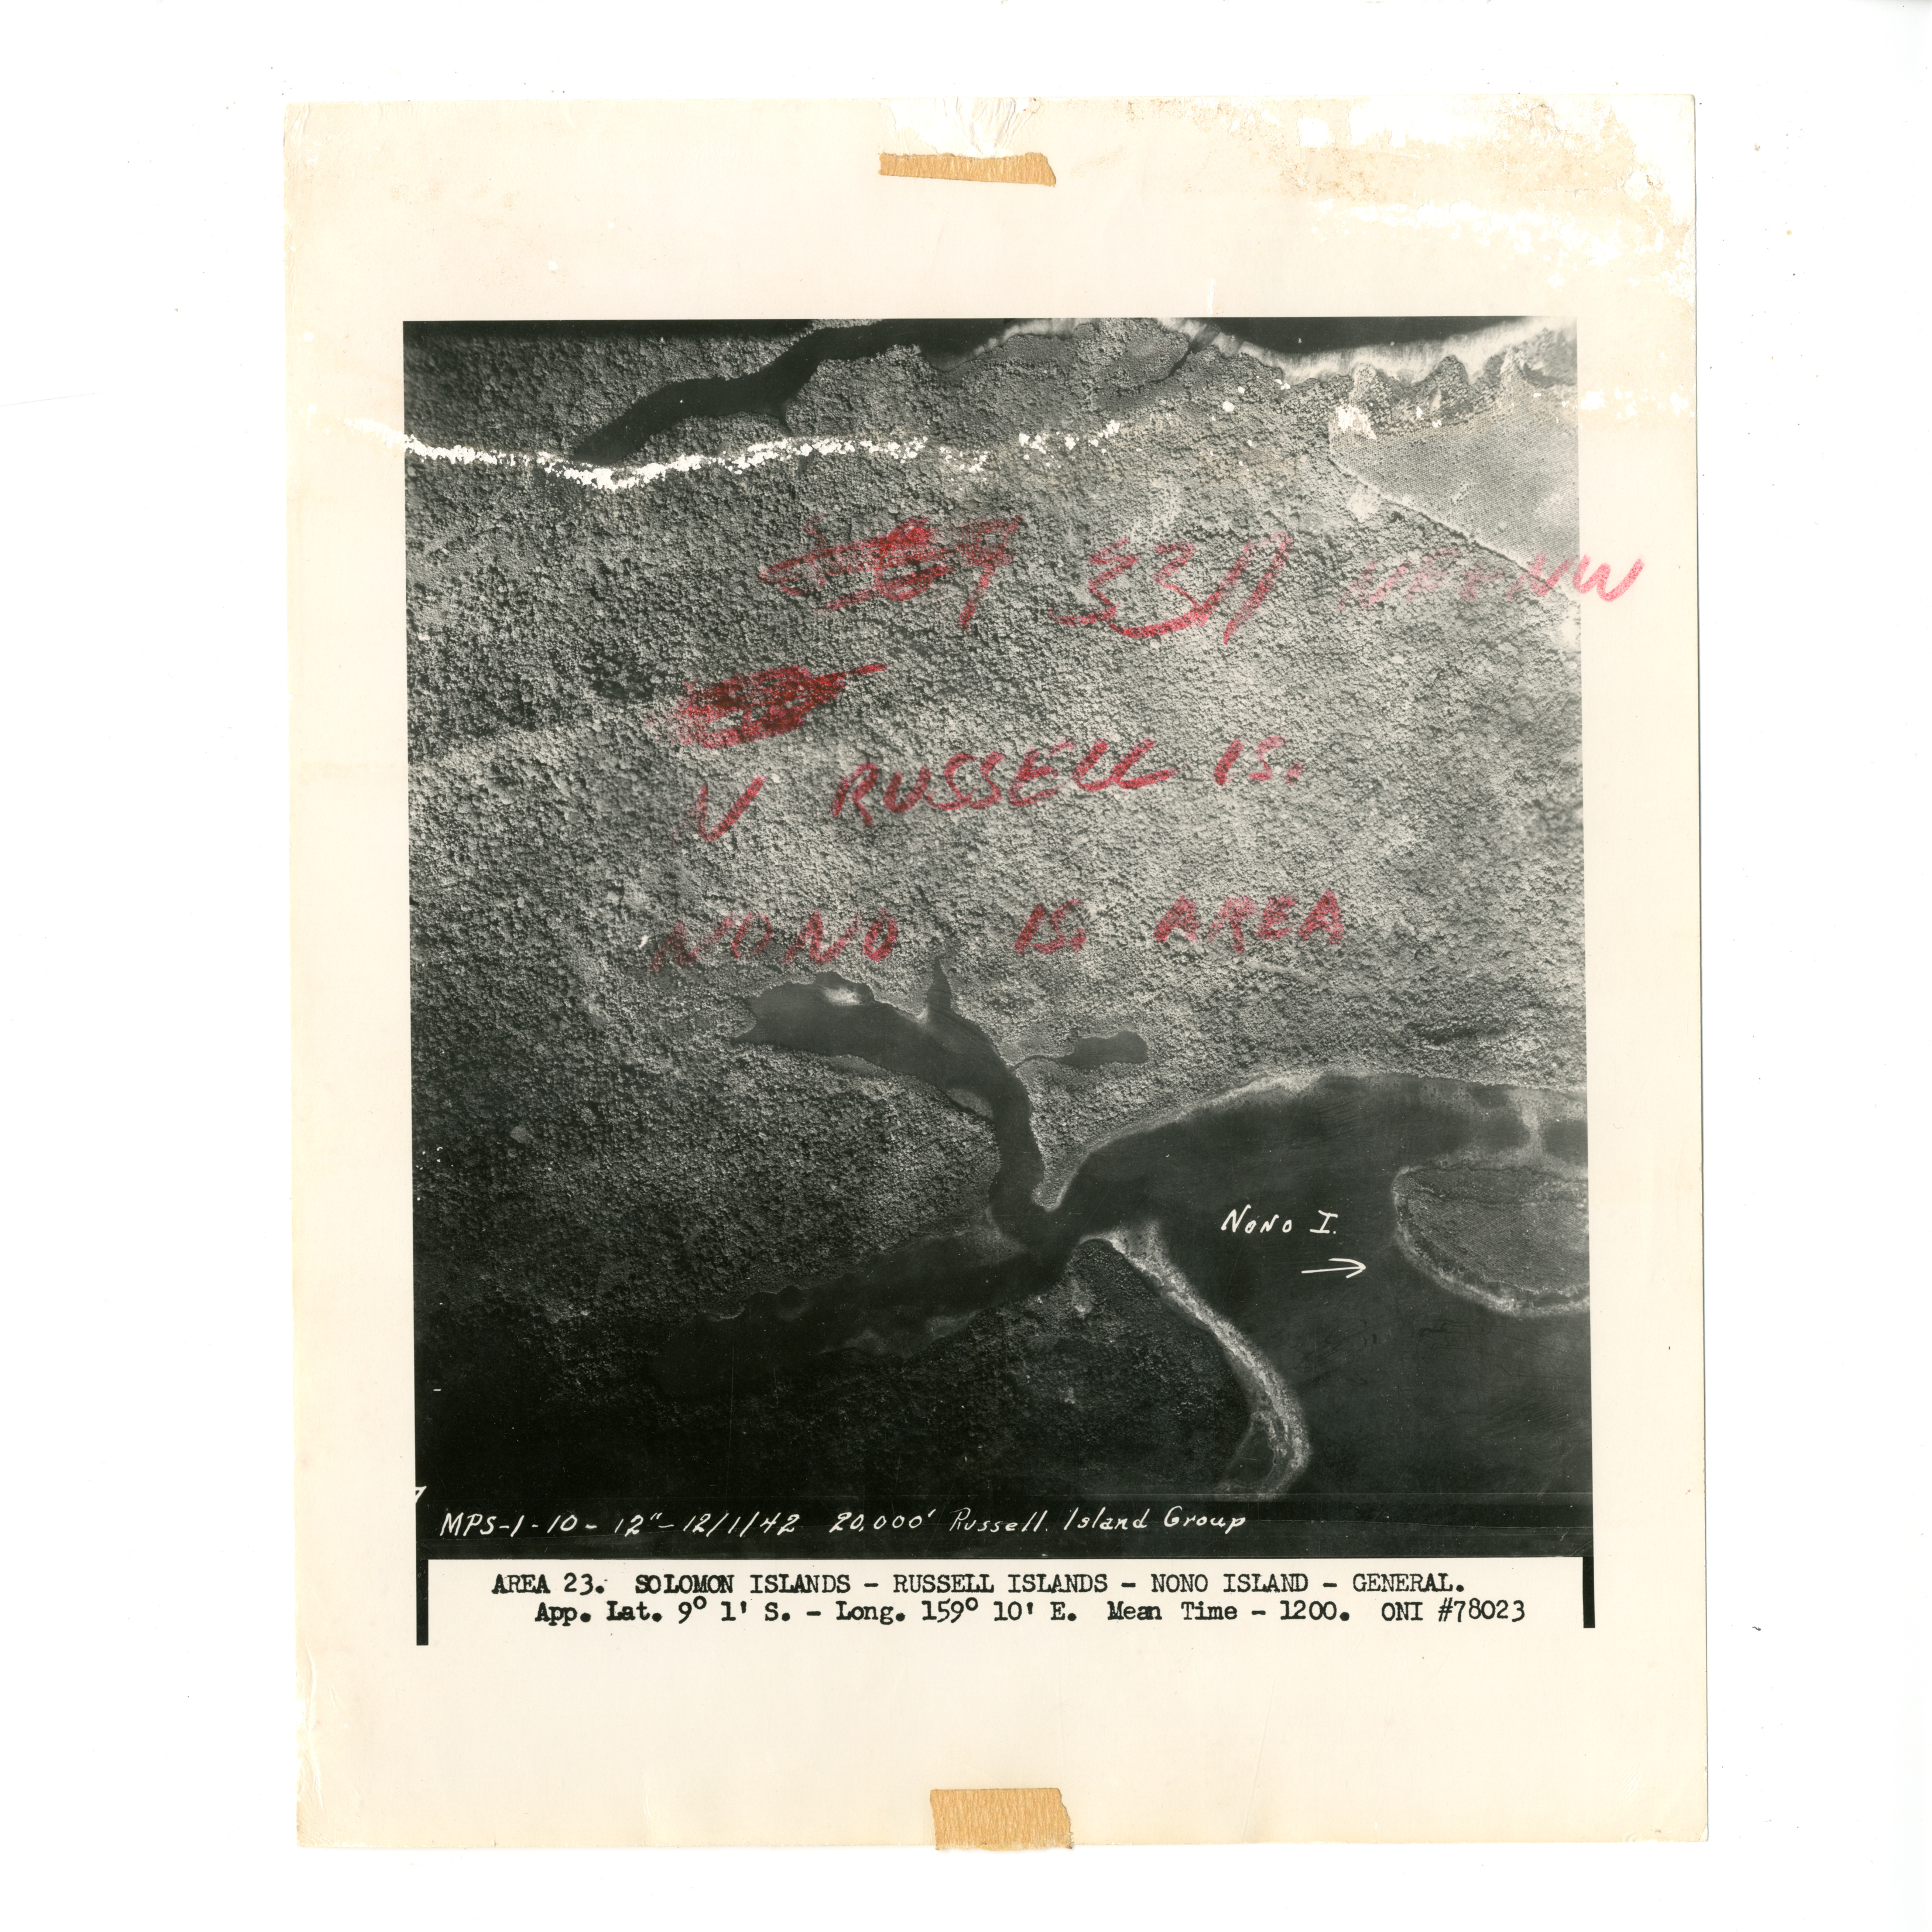 V RUSSELL IS.
NONO IS. AREA
NONO I.
MPS-1-10- 12"- 12/1/42 20,000' Russell Island Group
AREA 23. SOLOMON ISLANDS - RUSSELL ISLANDS - NONO ISLAND - GENERAL.
App. Lat. 9° 1' S. - Long. 159° 10' E. Mean Time - 1200. ONI #78023